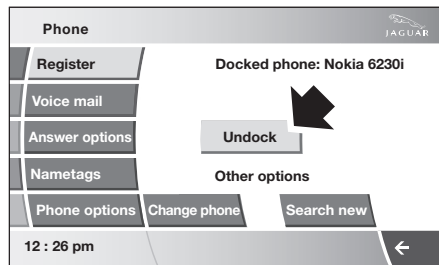 Phone
JAGUAR
Register
Docked phone: Nokia 6230i
Voice mail
Answer options
Undock
Nametags
Other options
Phone options
Change phone
Search new
12 : 26 pm